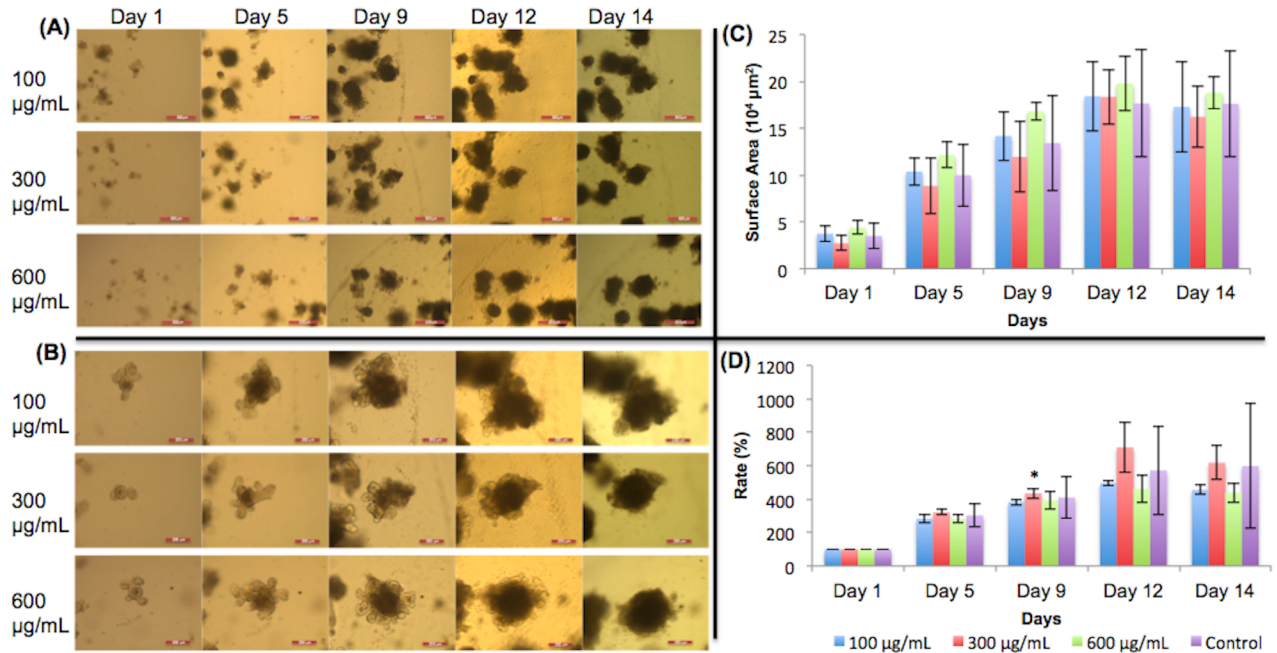 (A)
Day 1 Day 5 Day 9 Day 12 Day 14
100
µg/mL
300
µg/mL
600
µg/mL
(B)
100
µg/mL
300
µg/mL
600
µg/mL
(C)
Surface Area (10⁴ µm²)
25
20
15
10
5
0
Day 1 Day 5 Day 9 Day 12 Day 14
Days
(D)
Rate (%)
1200
1000
800
600
400
200
0
*
Day 1 Day 5 Day 9 Day 12 Day 14
Days
100 µg/mL 300 µg/mL 600 µg/mL Control